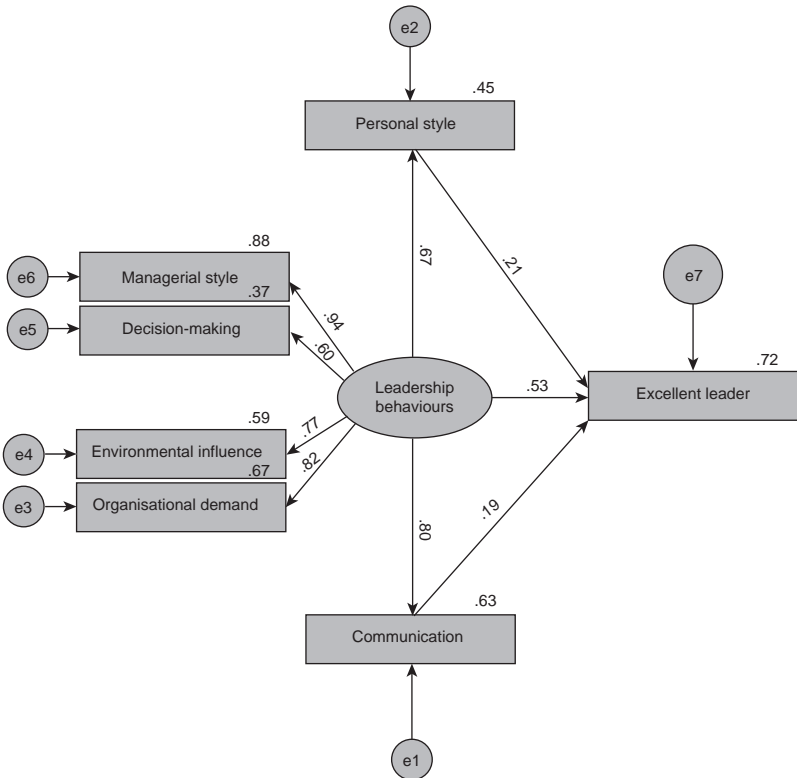 e2
.45
Personal style
.67
.21
.88
e6
Managerial style
.37
e5
Decision-making
.94
.60
e7
.72
Leadership
behaviours
.53
Excellent leader
.59
e4
Environmental influence
.67
e3
Organisational demand
.77
.82
.80
.19
.63
Communication
e1